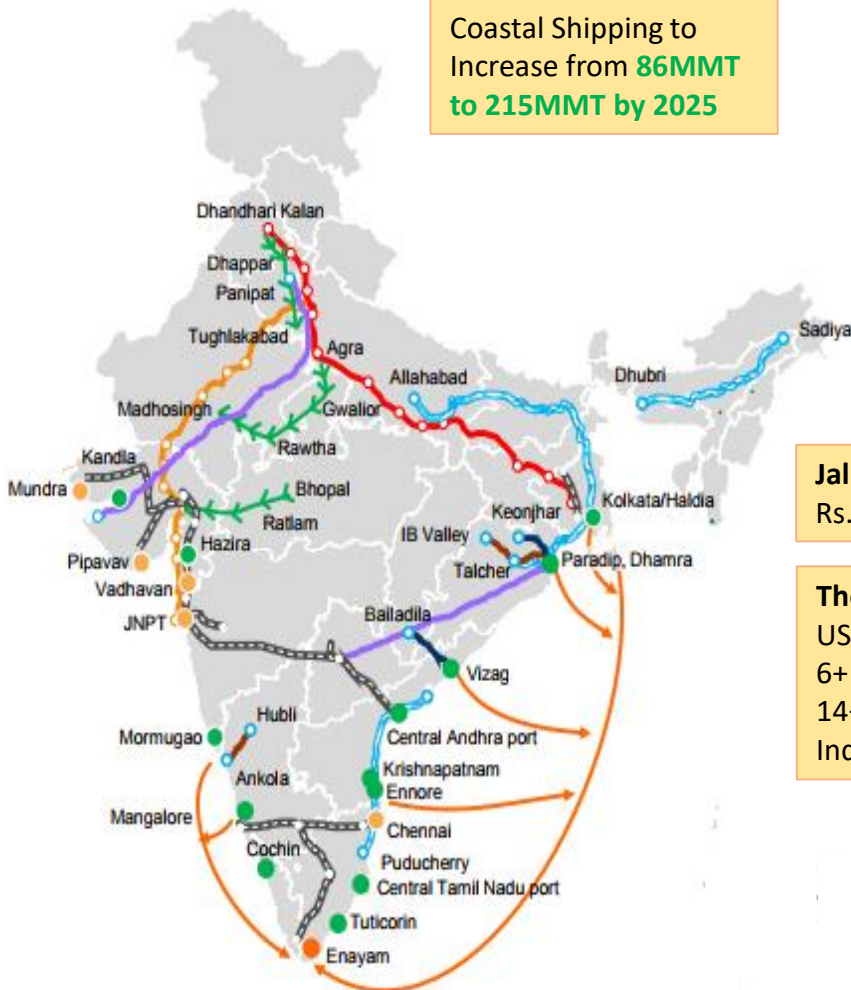 Coastal Shipping to
Increase from 86MMT
to 215MMT by 2025
Dhandhari Kalan
Dhappar
Panipat
Tughlakabad
Agra
Sadiya
Allahabad
Dhubri
Madhosingh
Gwalior
Rawtha
Kandla
Mundra
Bhopal
Ratlam
Keonjhar
Kolkata/Haldia
Jal
Rs.
IB Valley
Hazira
Pipavav
Talcher
Paradip, Dhamra
Vadhavan
The
US
6+
14
Ind
JNPT
Bailadila
Vizag
Hubli
Mormugao
Central Andhra port
Ankola
Krishnapatnam
Ennore
Mangalore
Chennai
Cochin
Puducherry
Central Tamil Nadu port
Tuticorin
Enayam